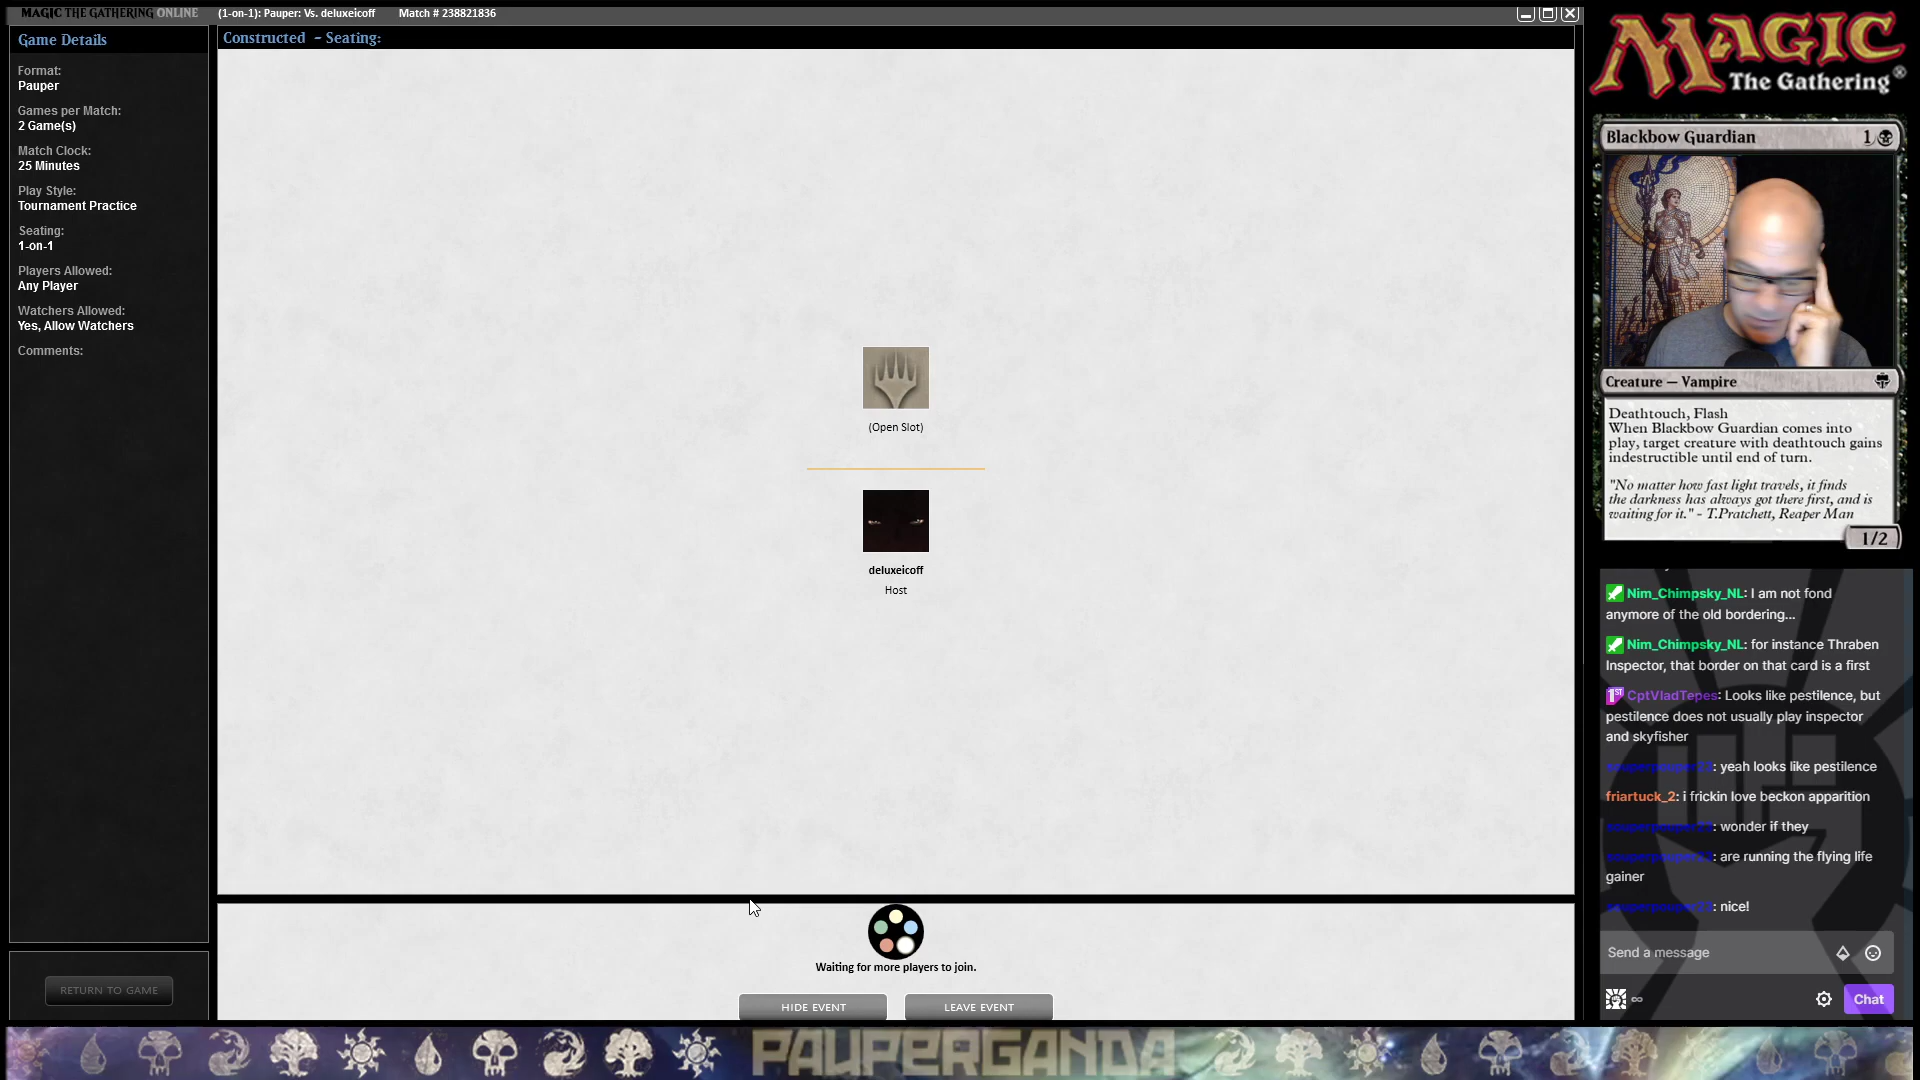 MAGIC THE GATHERING ONLINE
(1-on-1): Pauper: Vs. deluxeicoff
Match # 238821836
Game Details
Format:
Pauper
Games per Match:
2 Game(s)
Match Clock:
25 Minutes
Play Style:
Tournament Practice
Seating:
1-on-1
Players Allowed:
Any Player
Watchers Allowed:
Yes, Allow Watchers
Comments:
RETURN TO GAME
Constructed - Seating:
(Open Slot)
deluxeicoff
Host
Waiting for more players to join.
HIDE EVENT
LEAVE EVENT
MAGIC
The Gathering®
Blackbow Guardian 1
Creature — Vampire
Deathtouch, Flash
When Blackbow Guardian comes into
play, target creature with deathtouch gains
indestructible until end of turn.
"No matter how fast light travels, it finds
the darkness has always got there first, and is
waiting for it." - T.Pratchett, Reaper Man
1/2
Nim_Chimpsky_NL: I am not fond
anymore of the old bordering...
Nim_Chimpsky_NL: for instance Thraben
Inspector, that border on that card is a first
1ST CptVladTepes: Looks like pestilence, but
pestilence does not usually play inspector
and skyfisher
: yeah looks like pestilence
friartuck_2: i frickin love beckon apparition
: wonder if they
: are running the flying life
gainer
: nice!
Send a message
∞
Chat
PAUPERGANDA